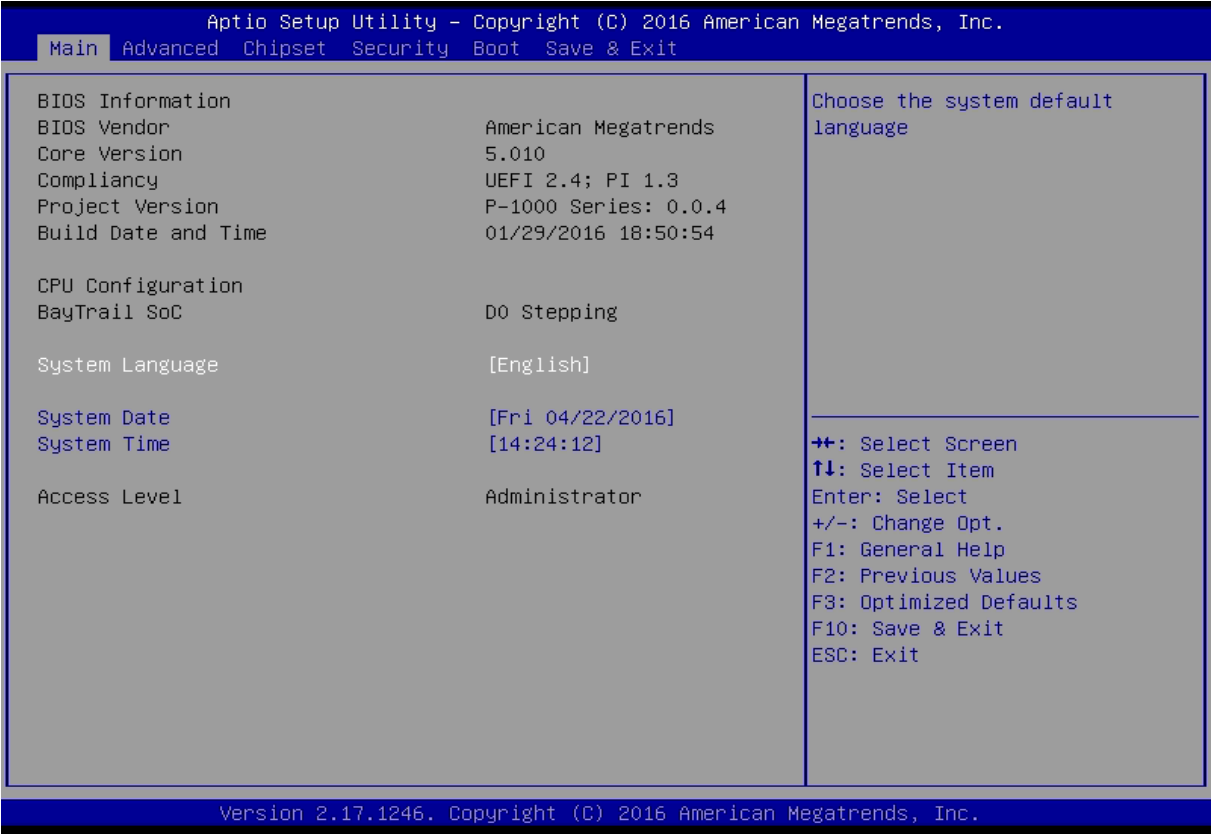 Aptio Setup Utility – Copyright (C) 2016 American Megatrends, Inc.
Main Advanced Chipset Security Boot Save & Exit
BIOS Information
BIOS Vendor American Megatrends
Core Version 5.010
Compliancy UEFI 2.4; PI 1.3
Project Version P-1000 Series: 0.0.4
Build Date and Time 01/29/2016 18:50:54
CPU Configuration
BayTrail SoC D0 Stepping
System Language [English]
System Date [Fri 04/22/2016]
System Time [14:24:12]
Access Level Administrator
Choose the system default
language
→←: Select Screen
↑↓: Select Item
Enter: Select
+/-: Change Opt.
F1: General Help
F2: Previous Values
F3: Optimized Defaults
F10: Save & Exit
ESC: Exit
Version 2.17.1246. Copyright (C) 2016 American Megatrends, Inc.